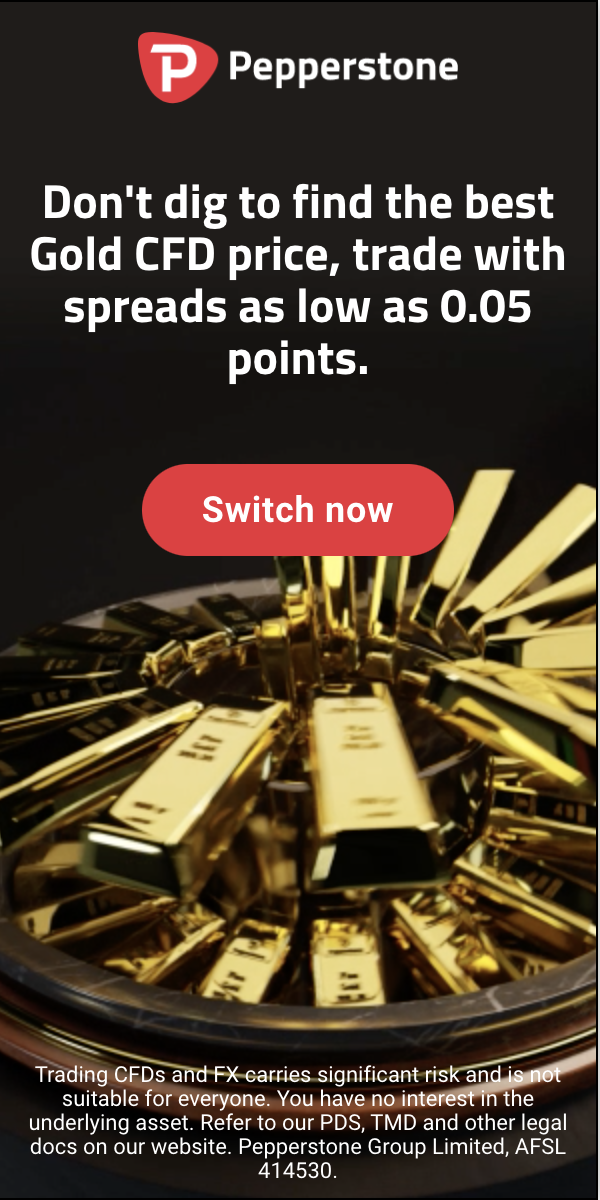 Pepperstone
Don't dig to find the best
Gold CFD price, trade with
spreads as low as 0.05
points.
Switch now
Trading CFDs and FX carries significant risk and is not
suitable for everyone. You have no interest in the
underlying asset. Refer to our PDS, TMD and other legal
docs on our website. Pepperstone Group Limited, AFSL
414530.